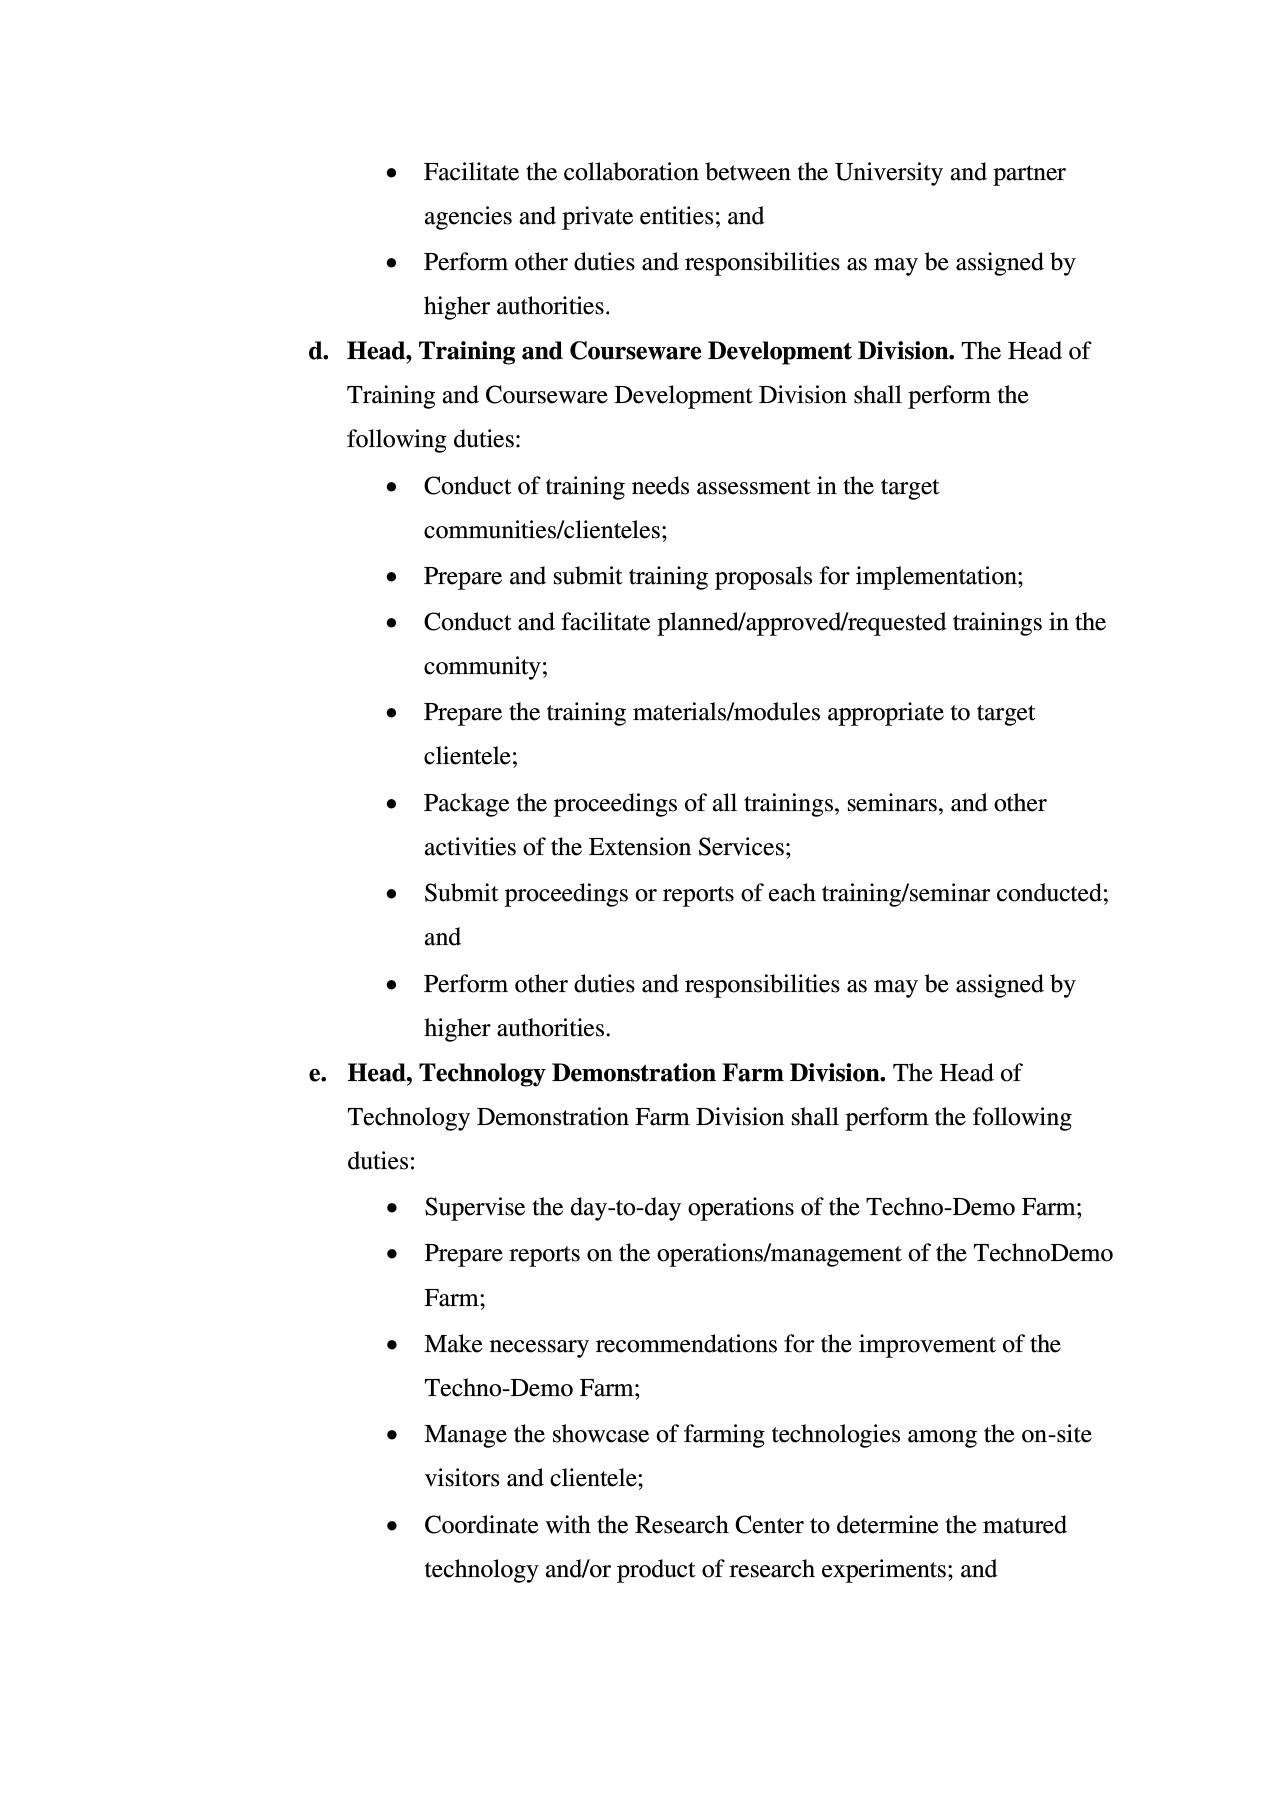 • Facilitate the collaboration between the University and partner
agencies and private entities; and
• Perform other duties and responsibilities as may be assigned by
higher authorities.
d. Head, Training and Courseware Development Division. The Head of
Training and Courseware Development Division shall perform the
following duties:
• Conduct of training needs assessment in the target
communities/clienteles;
• Prepare and submit training proposals for implementation;
• Conduct and facilitate planned/approved/requested trainings in the
community;
• Prepare the training materials/modules appropriate to target
clientele;
• Package the proceedings of all trainings, seminars, and other
activities of the Extension Services;
• Submit proceedings or reports of each training/seminar conducted;
and
• Perform other duties and responsibilities as may be assigned by
higher authorities.
e. Head, Technology Demonstration Farm Division. The Head of
Technology Demonstration Farm Division shall perform the following
duties:
• Supervise the day-to-day operations of the Techno-Demo Farm;
• Prepare reports on the operations/management of the TechnoDemo
Farm;
• Make necessary recommendations for the improvement of the
Techno-Demo Farm;
• Manage the showcase of farming technologies among the on-site
visitors and clientele;
• Coordinate with the Research Center to determine the matured
technology and/or product of research experiments; and